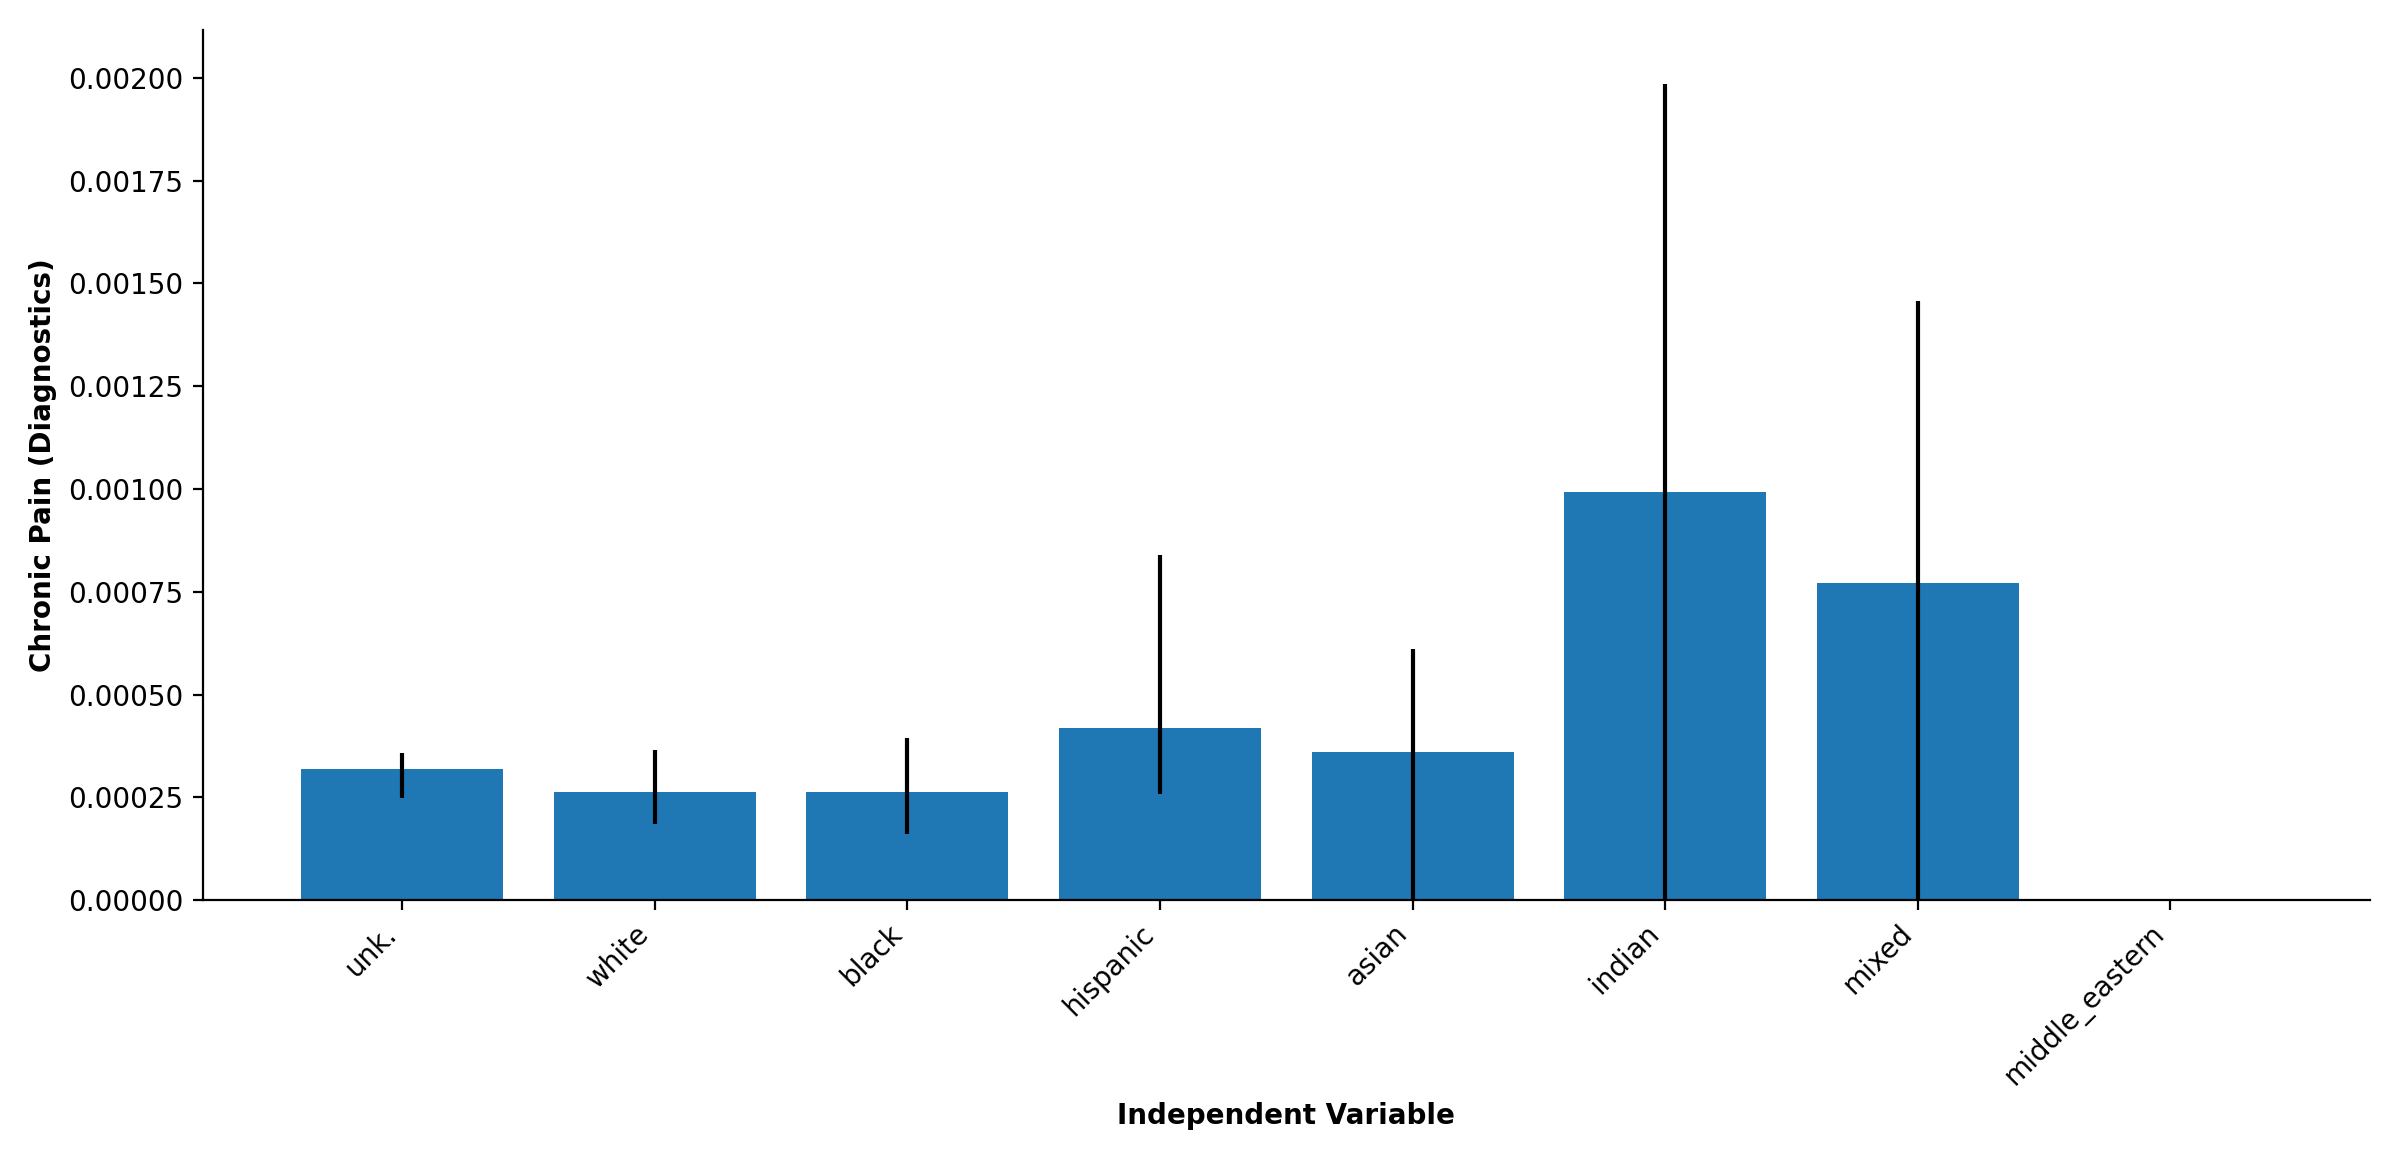 Chronic Pain (Diagnostics)
0.00200
0.00175
0.00150
0.00125
0.00100
0.00075
0.00050
0.00025
0.00000
unk.
white
black
hispanic
asian
indian
mixed
middle_eastern
Independent Variable